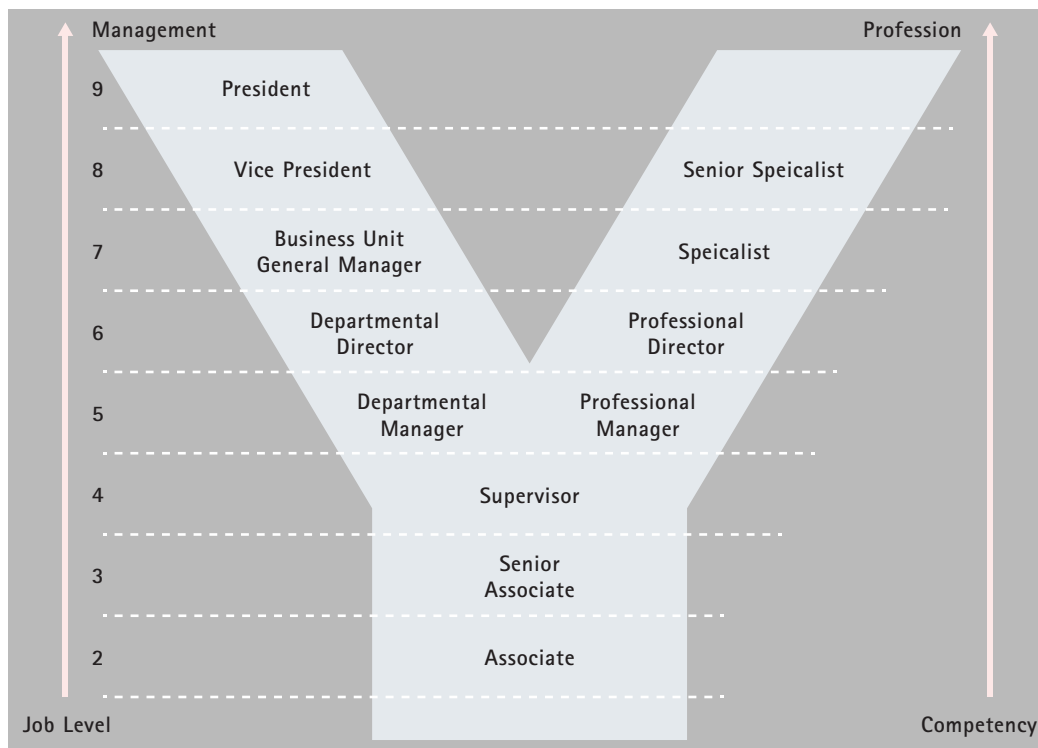 Management
Profession
9
President
8
Vice President
Senior Speicalist
7
Business Unit
General Manager
Speicalist
6
Departmental
Director
Professional
Director
5
Departmental
Manager
Professional
Manager
4
Supervisor
3
Senior
Associate
2
Associate
Job Level
Competency